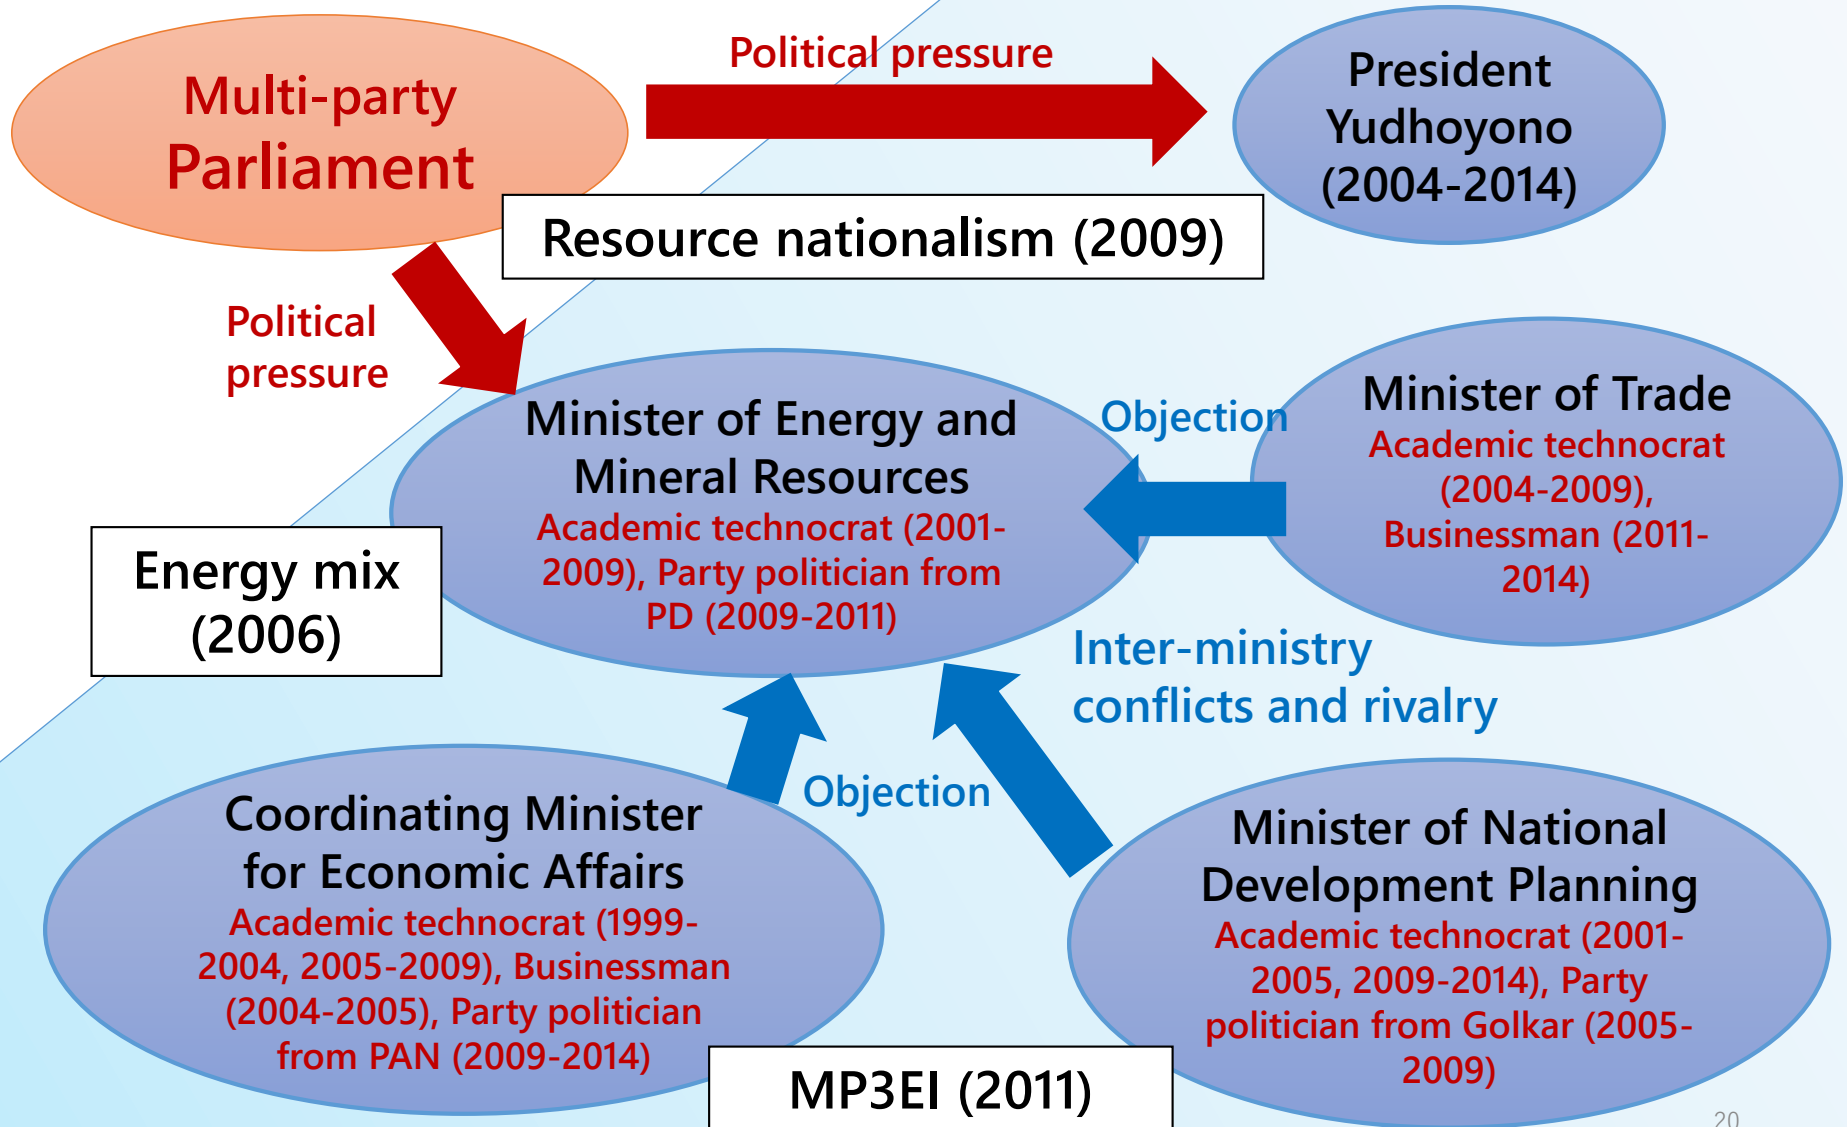 Multi-party
Parliament
Political pressure
President
Yudhoyono
(2004-2014)
Resource nationalism (2009)
Political
pressure
Minister of Energy and
Mineral Resources
Academic technocrat (2001-
2009), Party politician from
PD (2009-2011)
Objection
Minister of Trade
Academic technocrat
(2004-2009),
Businessman (2011-
2014)
Energy mix
(2006)
Inter-ministry
conflicts and rivalry
Objection
Coordinating Minister
for Economic Affairs
Academic technocrat (1999-
2004, 2005-2009), Businessman
(2004-2005), Party politician
from PAN (2009-2014)
Minister of National
Development Planning
Academic technocrat (2001-
2005, 2009-2014), Party
politician from Golkar (2005-
2009)
MP3EI (2011)
20